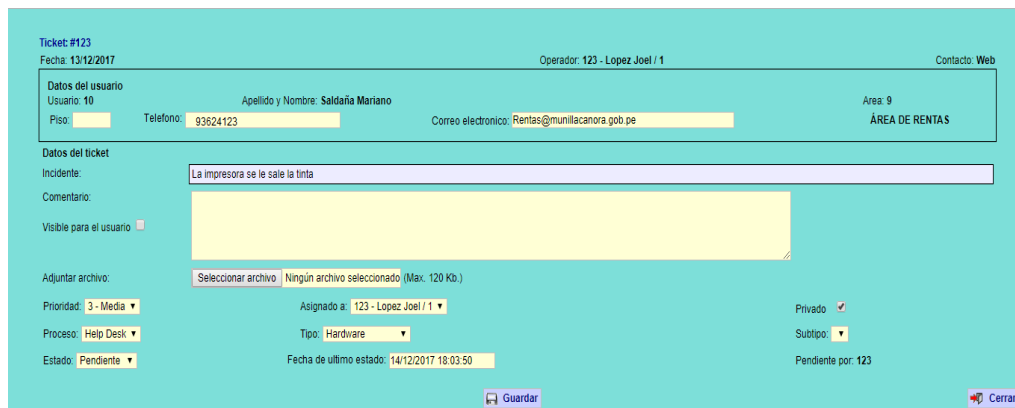 Ticket: #123
Fecha: 13/12/2017 Operador: 123 - Lopez Joel / 1 Contacto: Web
Datos del usuario
Usuario: 10 Apellido y Nombre: Saldaña Mariano Area: 9
Piso: Telefono: 93624123 Correo electronico: Rentas@munillacanora.gob.pe ÁREA DE RENTAS
Datos del ticket
Incidente: La impresora se le sale la tinta
Comentario:
Visible para el usuario
Adjuntar archivo: Seleccionar archivo Ningún archivo seleccionado (Max. 120 Kb.)
Prioridad: 3 - Media Asignado a: 123 - Lopez Joel / 1 Privado
Proceso: Help Desk Tipo: Hardware Subtipo:
Estado: Pendiente Fecha de ultimo estado: 14/12/2017 18:03:50 Pendiente por: 123
Guardar Cerrar